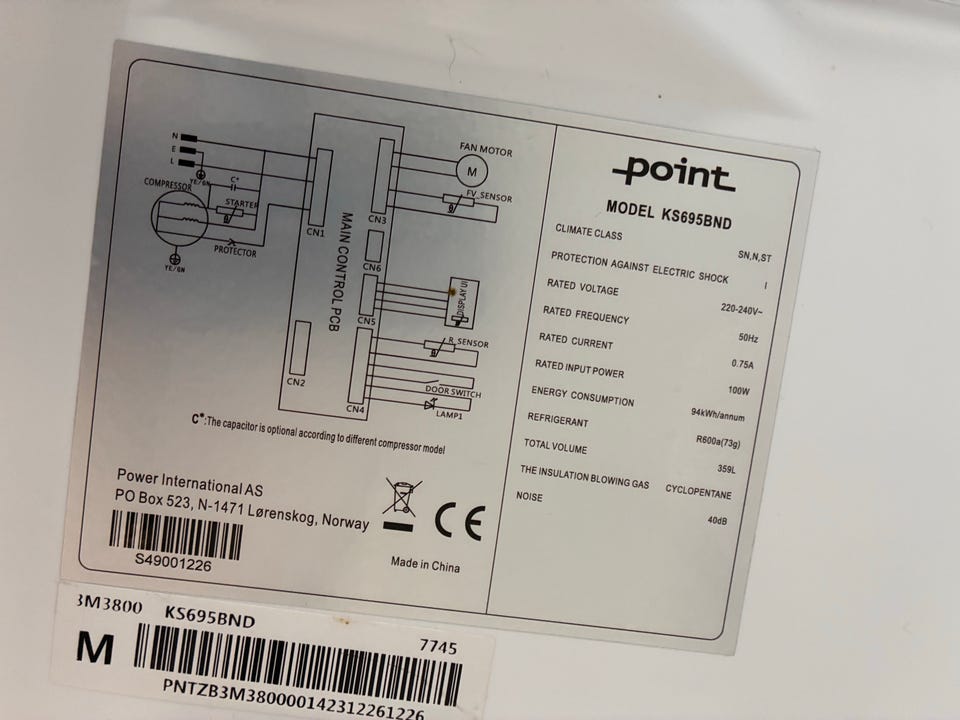 N
E
L
YE/GN
C*
COMPRESSOR
STARTER
PROTECTOR
YE/GN
CN1
MAIN CONTROL PCB
CN2
CN3
CN6
CN5
CN4
FAN MOTOR
M
FV_SENSOR
DISPLAY UI
R_SENSOR
DOOR SWITCH
LAMP1
C*:The capacitor is optional according to different compressor model
Power International AS
PO Box 523, N-1471 Lørenskog, Norway
S49001226
CE
Made in China
point
MODEL KS695BND
CLIMATE CLASS SN,N,ST
PROTECTION AGAINST ELECTRIC SHOCK I
RATED VOLTAGE 220-240V~
RATED FREQUENCY 50Hz
RATED CURRENT 0.75A
RATED INPUT POWER 100W
ENERGY CONSUMPTION 94kWh/annum
REFRIGERANT R600a(73g)
TOTAL VOLUME 359L
THE INSULATION BLOWING GAS CYCLOPENTANE
NOISE 40dB
3M3800 KS695BND
7745
M
PNTZB3M380000142312261226